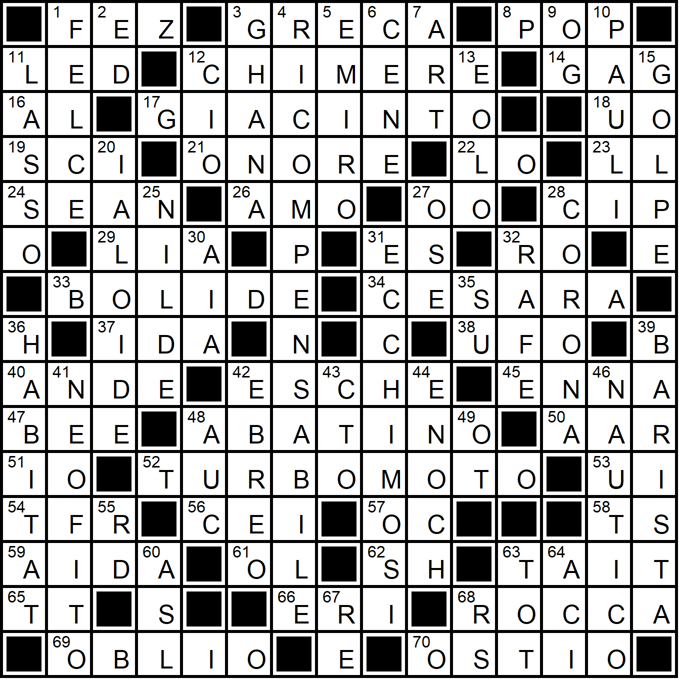 1 F 2 E Z 3 G 4 R 5 E 6 C 7 A 8 P 9 O 10 P
11 L E D 12 C H I M E R 13 E 14 G A 15 G
16 A L 17 G I A C I N T O 18 U O
19 S C 20 I 21 O N O R E 22 L O 23 L L
24 S E A 25 N 26 A M O 27 O O 28 C I P
O 29 L I 30 A P 31 E S 32 R O E
33 B O L I D E 34 C E 35 S A R A
36 H 37 I D A N C 38 U F O 39 B
40 A 41 N D E 42 E S 43 C H 44 E 45 E N 46 N A
47 B E E 48 A B A T I N 49 O 50 A A R
51 I O 52 T U R B O M O T O 53 U I
54 T F 55 R 56 C E I 57 O C 58 T S
59 A I D 60 A 61 O L 62 S H 63 T 64 A I T
65 T T S 66 E 67 R I 68 R O C C A
69 O B L I O E 70 O S T I O